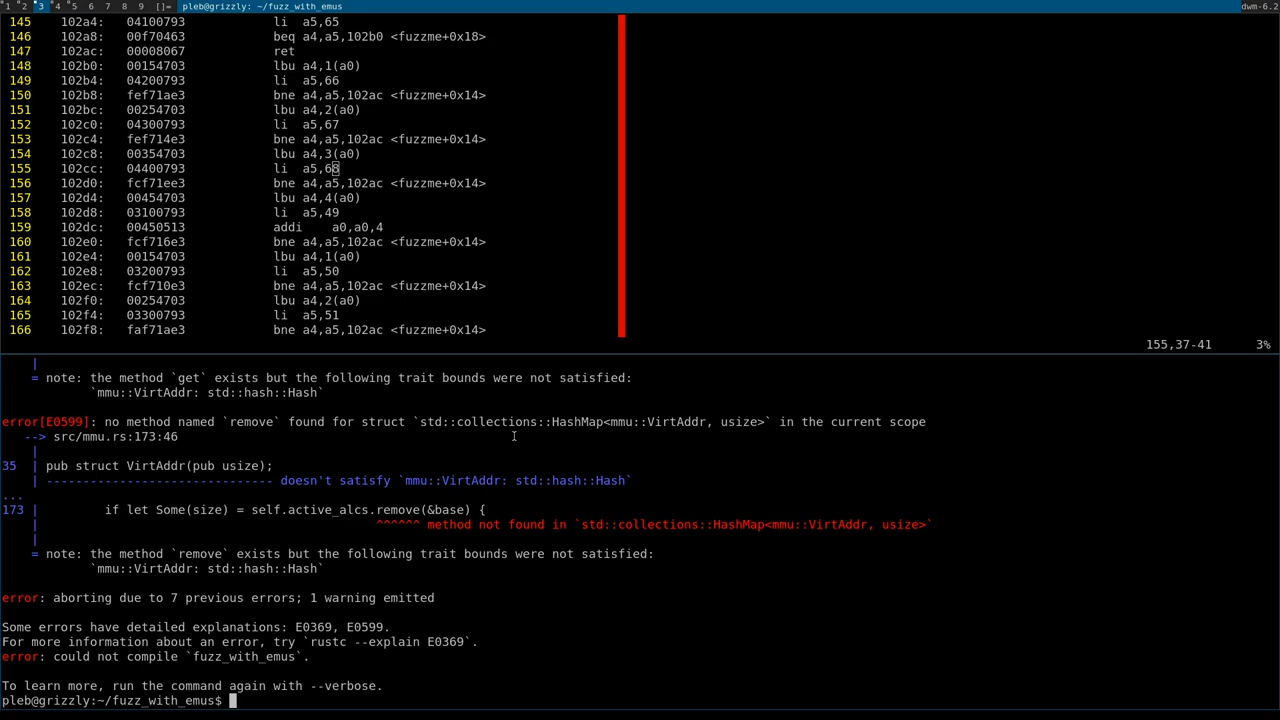 1 2 3 4 5 6 7 8 9 []= pleb@grizzly: ~/fuzz_with_emus dwm-6.2
145 102a4: 04100793 li a5,65
146 102a8: 00f70463 beq a4,a5,102b0 <fuzzme+0x18>
147 102ac: 00008067 ret
148 102b0: 00154703 lbu a4,1(a0)
149 102b4: 04200793 li a5,66
150 102b8: fef71ae3 bne a4,a5,102ac <fuzzme+0x14>
151 102bc: 00254703 lbu a4,2(a0)
152 102c0: 04300793 li a5,67
153 102c4: fef714e3 bne a4,a5,102ac <fuzzme+0x14>
154 102c8: 00354703 lbu a4,3(a0)
155 102cc: 04400793 li a5,68
156 102d0: fcf71ee3 bne a4,a5,102ac <fuzzme+0x14>
157 102d4: 00454703 lbu a4,4(a0)
158 102d8: 03100793 li a5,49
159 102dc: 00450513 addi a0,a0,4
160 102e0: fcf716e3 bne a4,a5,102ac <fuzzme+0x14>
161 102e4: 00154703 lbu a4,1(a0)
162 102e8: 03200793 li a5,50
163 102ec: fcf710e3 bne a4,a5,102ac <fuzzme+0x14>
164 102f0: 00254703 lbu a4,2(a0)
165 102f4: 03300793 li a5,51
166 102f8: faf71ae3 bne a4,a5,102ac <fuzzme+0x14>
155,37-41 3%
|
= note: the method `get` exists but the following trait bounds were not satisfied:
`mmu::VirtAddr: std::hash::Hash`
error[E0599]: no method named `remove` found for struct `std::collections::HashMap<mmu::VirtAddr, usize>` in the current scope
--> src/mmu.rs:173:46
|
35 | pub struct VirtAddr(pub usize);
| ------------------------------- doesn't satisfy `mmu::VirtAddr: std::hash::Hash`
...
173 | if let Some(size) = self.active_alcs.remove(&base) {
| ^^^^^^ method not found in `std::collections::HashMap<mmu::VirtAddr, usize>`
|
= note: the method `remove` exists but the following trait bounds were not satisfied:
`mmu::VirtAddr: std::hash::Hash`
error: aborting due to 7 previous errors; 1 warning emitted
Some errors have detailed explanations: E0369, E0599.
For more information about an error, try `rustc --explain E0369`.
error: could not compile `fuzz_with_emus`.
To learn more, run the command again with --verbose.
pleb@grizzly:~/fuzz_with_emus$